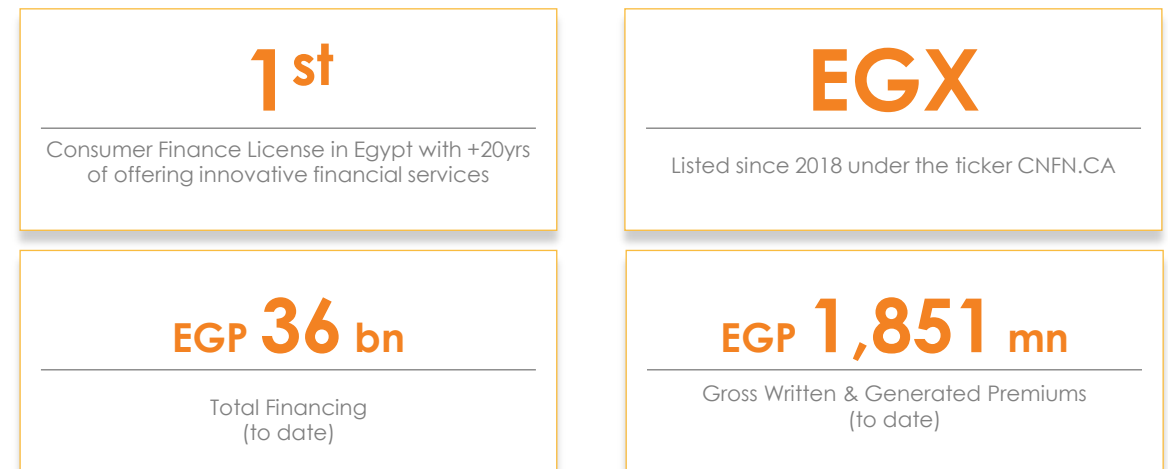 1st
Consumer Finance License in Egypt with +20yrs
of offering innovative financial services
EGX
Listed since 2018 under the ticker CNFN.CA
EGP 36 bn
Total Financing
(to date)
EGP 1,851 mn
Gross Written & Generated Premiums
(to date)